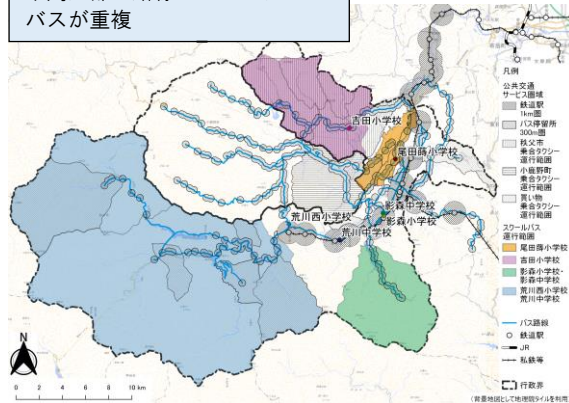 バスが重複
凡例
公共交通
サービス圏域
鉄道駅
1km圏
バス停留所
300m圏
秩父市
乗合タクシー
運行範囲
小鹿野町
乗合タクシー
運行範囲
買い物
乗合タクシー
運行範囲
スクールバス
運行範囲
尾田蒔小学校
吉田小学校
影森小学校・
影森中学校
荒川西小学校
荒川中学校
バス路線
鉄道駅
JR
私鉄等
行政界
吉田小学校
尾田蒔小学校
荒川西小学校
影森中学校
影森小学校
荒川中学校
N
0 2 4 6 8 10 km
(背景地図として地理院タイルを利用)